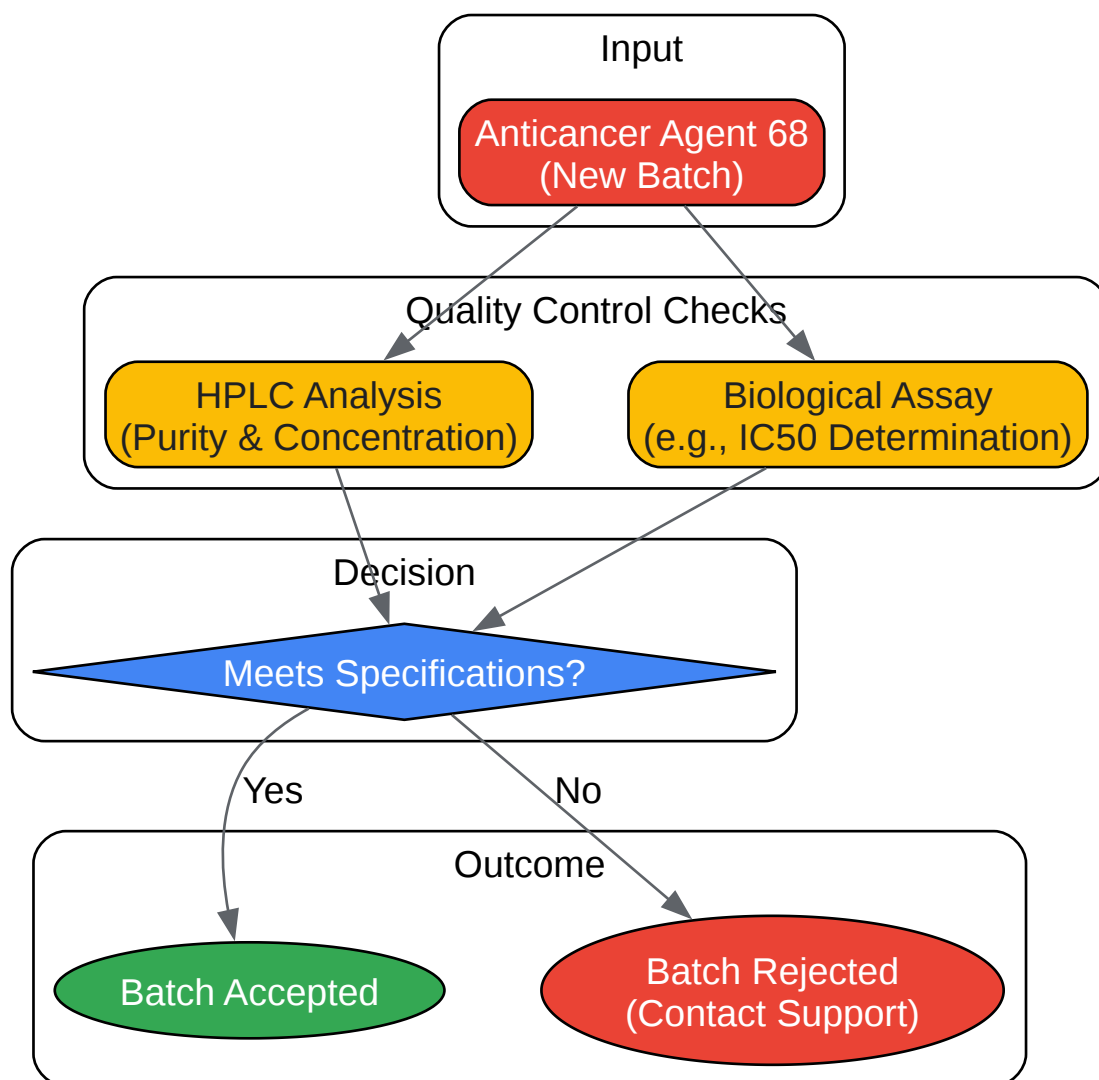 Input
Anticancer Agent 68
(New Batch)
Quality Control Checks
HPLC Analysis
(Purity & Concentration)
Biological Assay
(e.g., IC50 Determination)
Decision
Meets Specifications?
Yes
No
Outcome
Batch Accepted
Batch Rejected
(Contact Support)